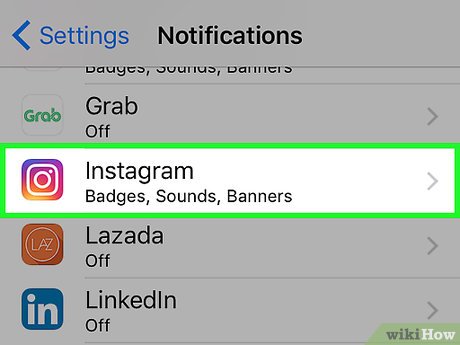 Settings Notifications
Badges, Sounds, Banners
Grab
Grab
Off
Instagram
Badges, Sounds, Banners
LAZ
Lazada
Off
in
LinkedIn
Off
wikiHow